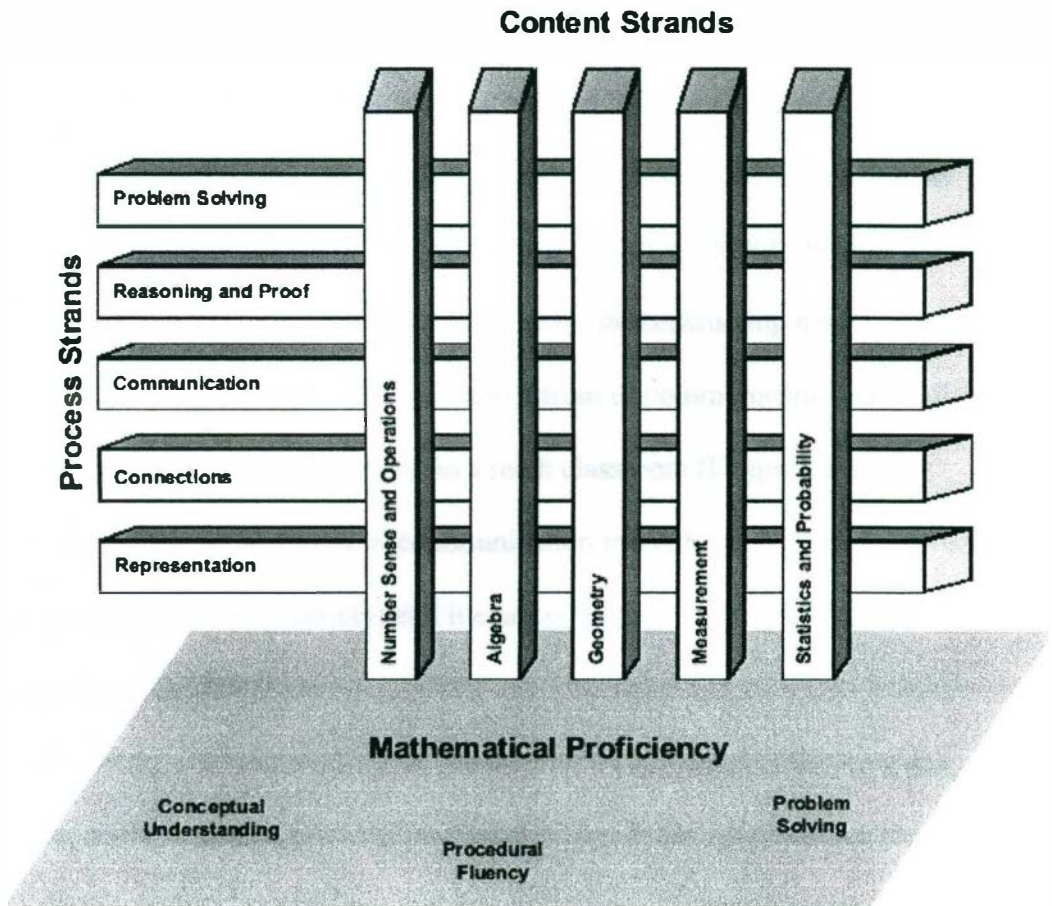 Content Strands
Process Strands
Problem Solving
Reasoning and Proof
Communication
Connections
Representation
Number Sense and Operations
Algebra
Geometry
Measurement
Statistics and Probability
Mathematical Proficiency
Conceptual
Understanding
Procedural
Fluency
Problem
Solving